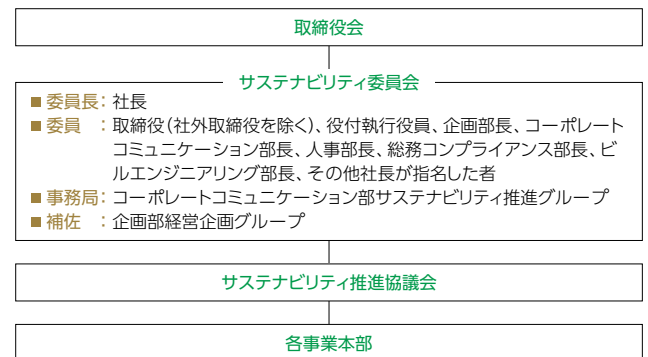 取締役会
サステナビリティ委員会
■委員長：社長
■委員　：取締役（社外取締役を除く）、役付執行役員、企画部長、コーポレート
コミュニケーション部長、人事部長、総務コンプライアンス部長、ビ
ルエンジニアリング部長、その他社長が指名した者
■事務局：コーポレートコミュニケーション部サステナビリティ推進グループ
■補佐　：企画部経営企画グループ
サステナビリティ推進協議会
各事業本部